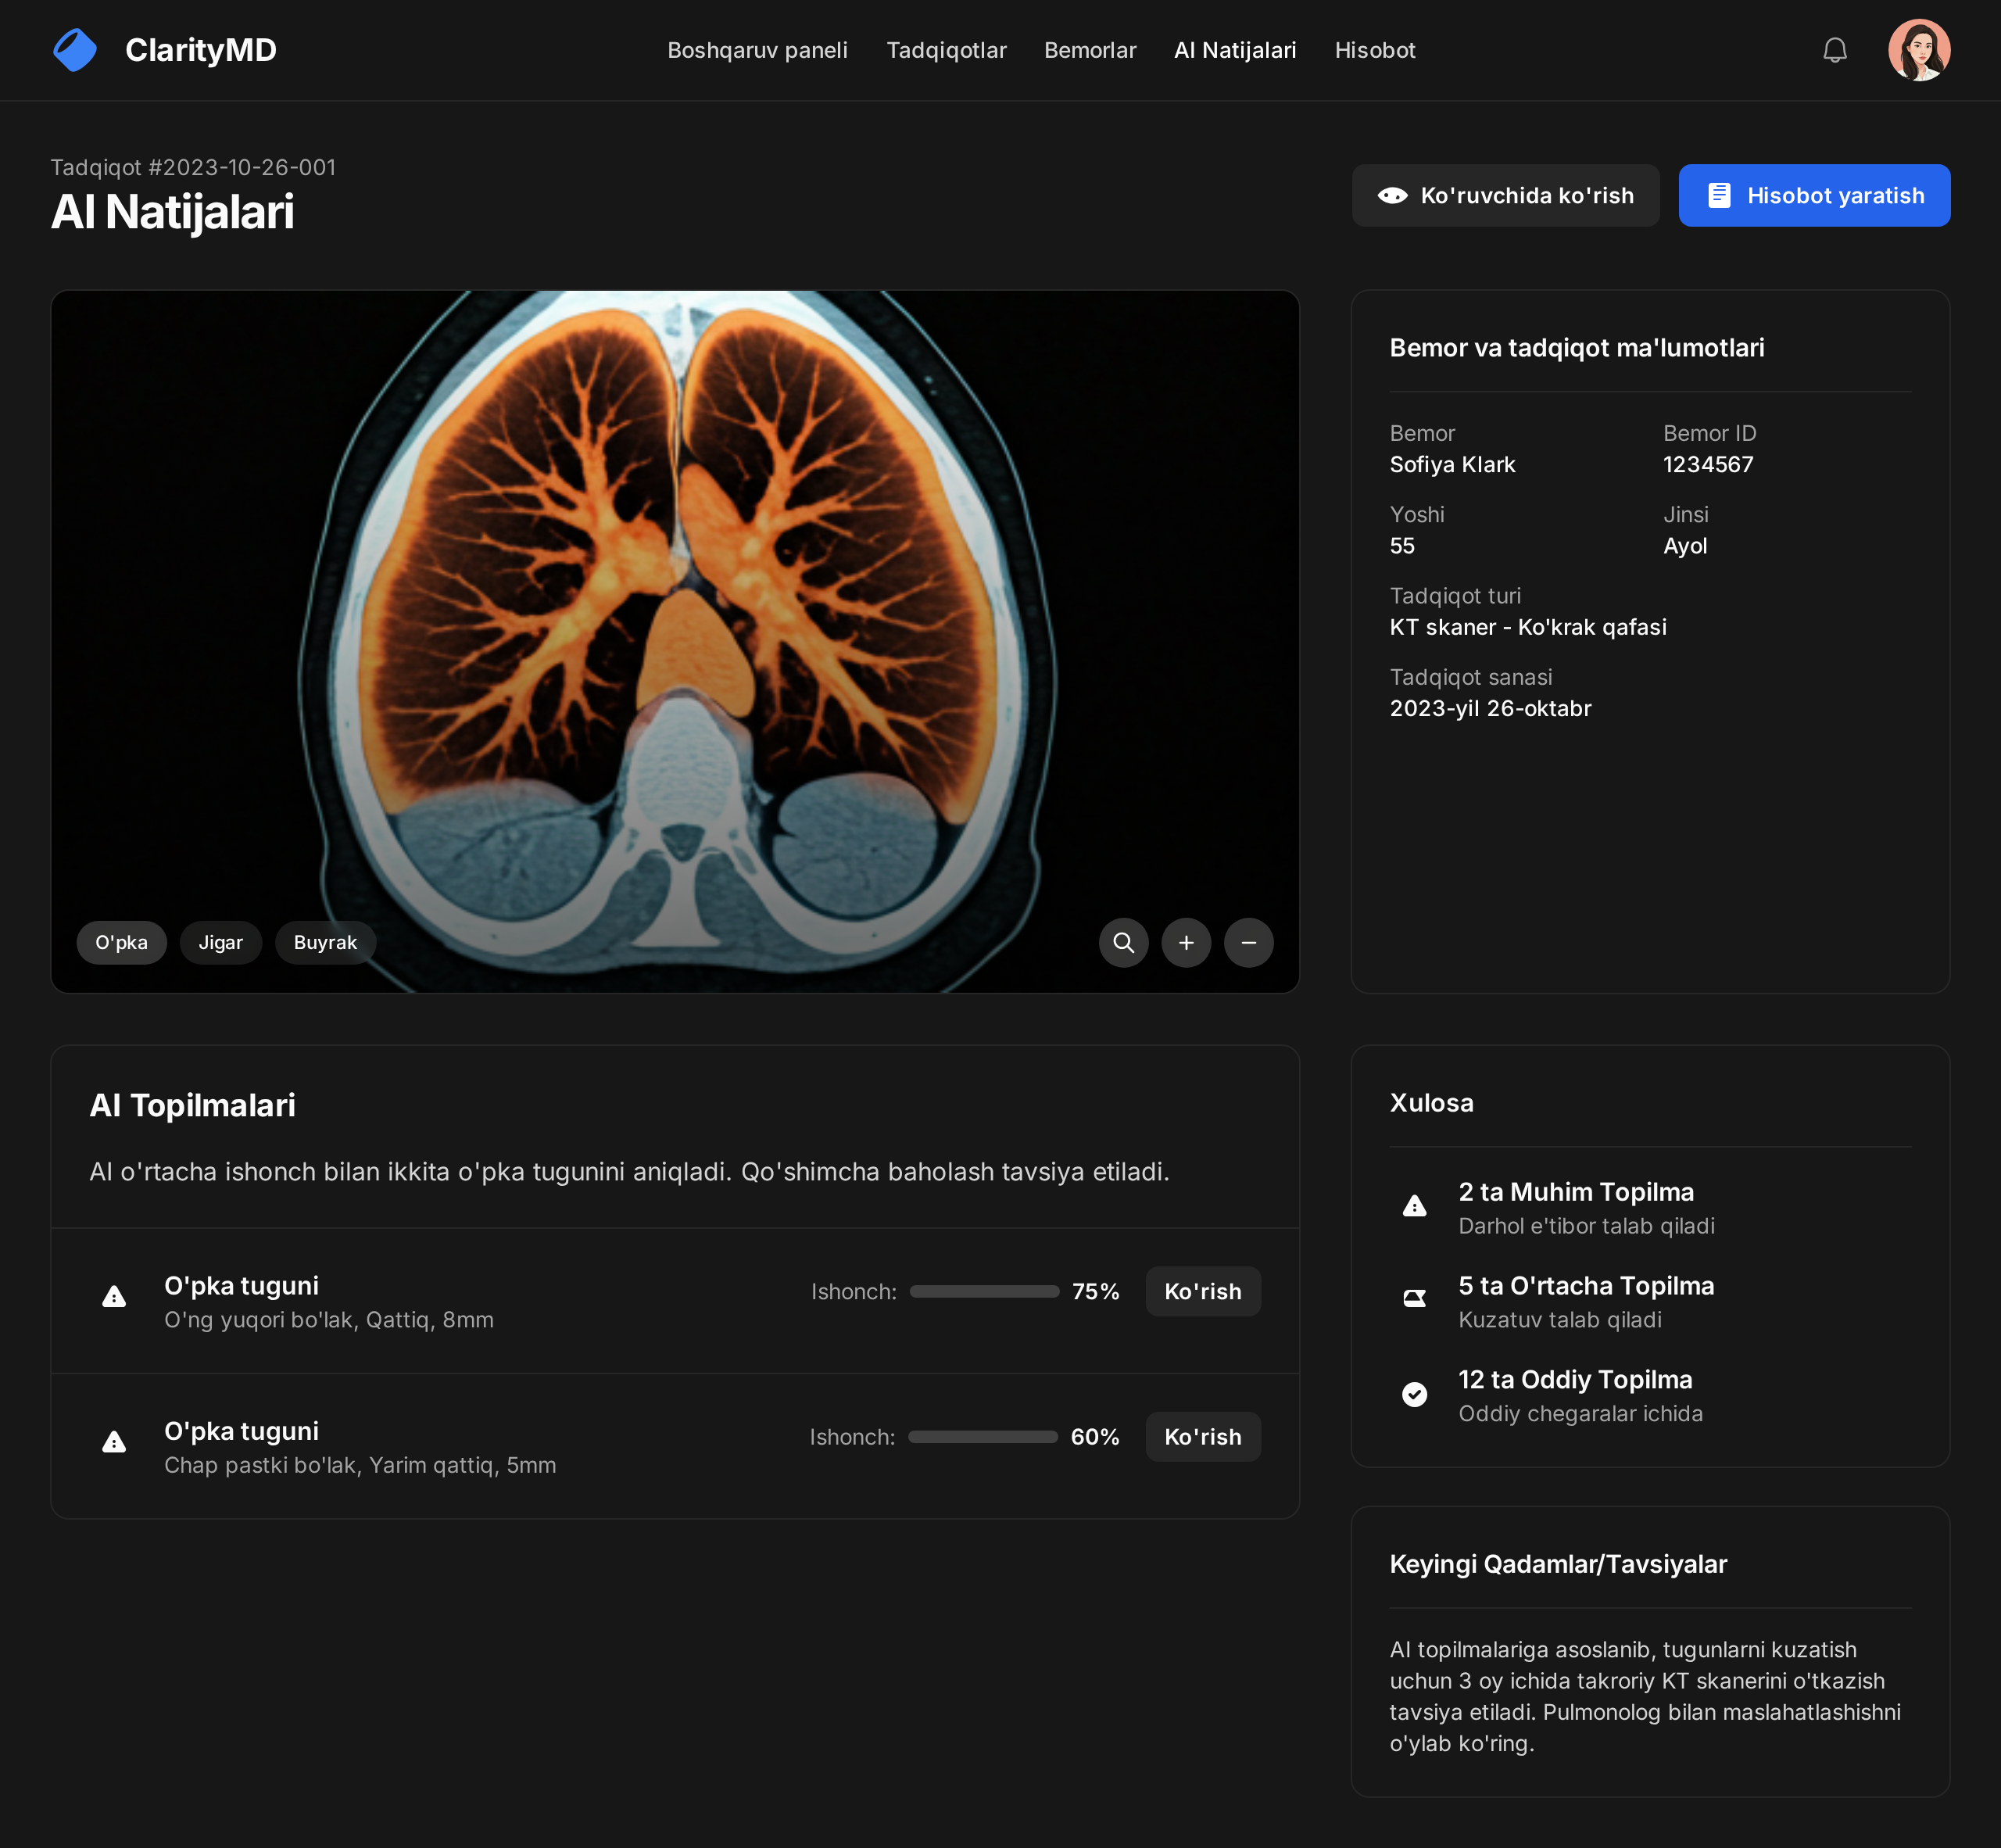 ClarityMD
Boshqaruv paneli
Tadqiqotlar
Bemorlar
AI Natijalari
Hisobot
Tadqiqot #2023-10-26-001
AI Natijalari
Ko'ruvchida ko'rish
Hisobot yaratish
O'pka
Jigar
Buyrak
Bemor va tadqiqot ma'lumotlari
Bemor
Sofiya Klark
Bemor ID
1234567
Yoshi
55
Jinsi
Ayol
Tadqiqot turi
KT skaner - Ko'krak qafasi
Tadqiqot sanasi
2023-yil 26-oktabr
AI Topilmalari
AI o'rtacha ishonch bilan ikkita o'pka tugunini aniqladi. Qo'shimcha baholash tavsiya etiladi.
O'pka tuguni
O'ng yuqori bo'lak, Qattiq, 8mm
Ishonch:
75%
Ko'rish
O'pka tuguni
Chap pastki bo'lak, Yarim qattiq, 5mm
Ishonch:
60%
Ko'rish
Xulosa
2 ta Muhim Topilma
Darhol e'tibor talab qiladi
5 ta O'rtacha Topilma
Kuzatuv talab qiladi
12 ta Oddiy Topilma
Oddiy chegaralar ichida
Keyingi Qadamlar/Tavsiyalar
AI topilmalariga asoslanib, tugunlarni kuzatish
uchun 3 oy ichida takroriy KT skanerini o'tkazish
tavsiya etiladi. Pulmonolog bilan maslahatlashishni
o'ylab ko'ring.